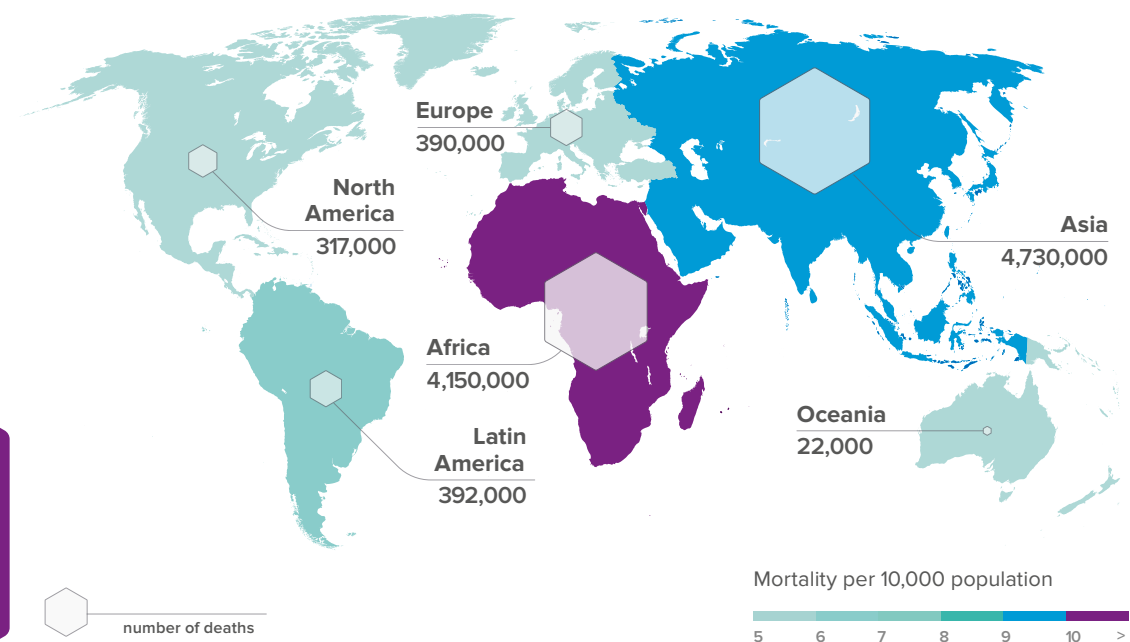 Europe
390,000
North
America
317,000
Asia
4,730,000
Africa
4,150,000
Oceania
22,000
Latin
America
392,000
Mortality per 10,000 population
5 6 7 8 9 10 >
number of deaths